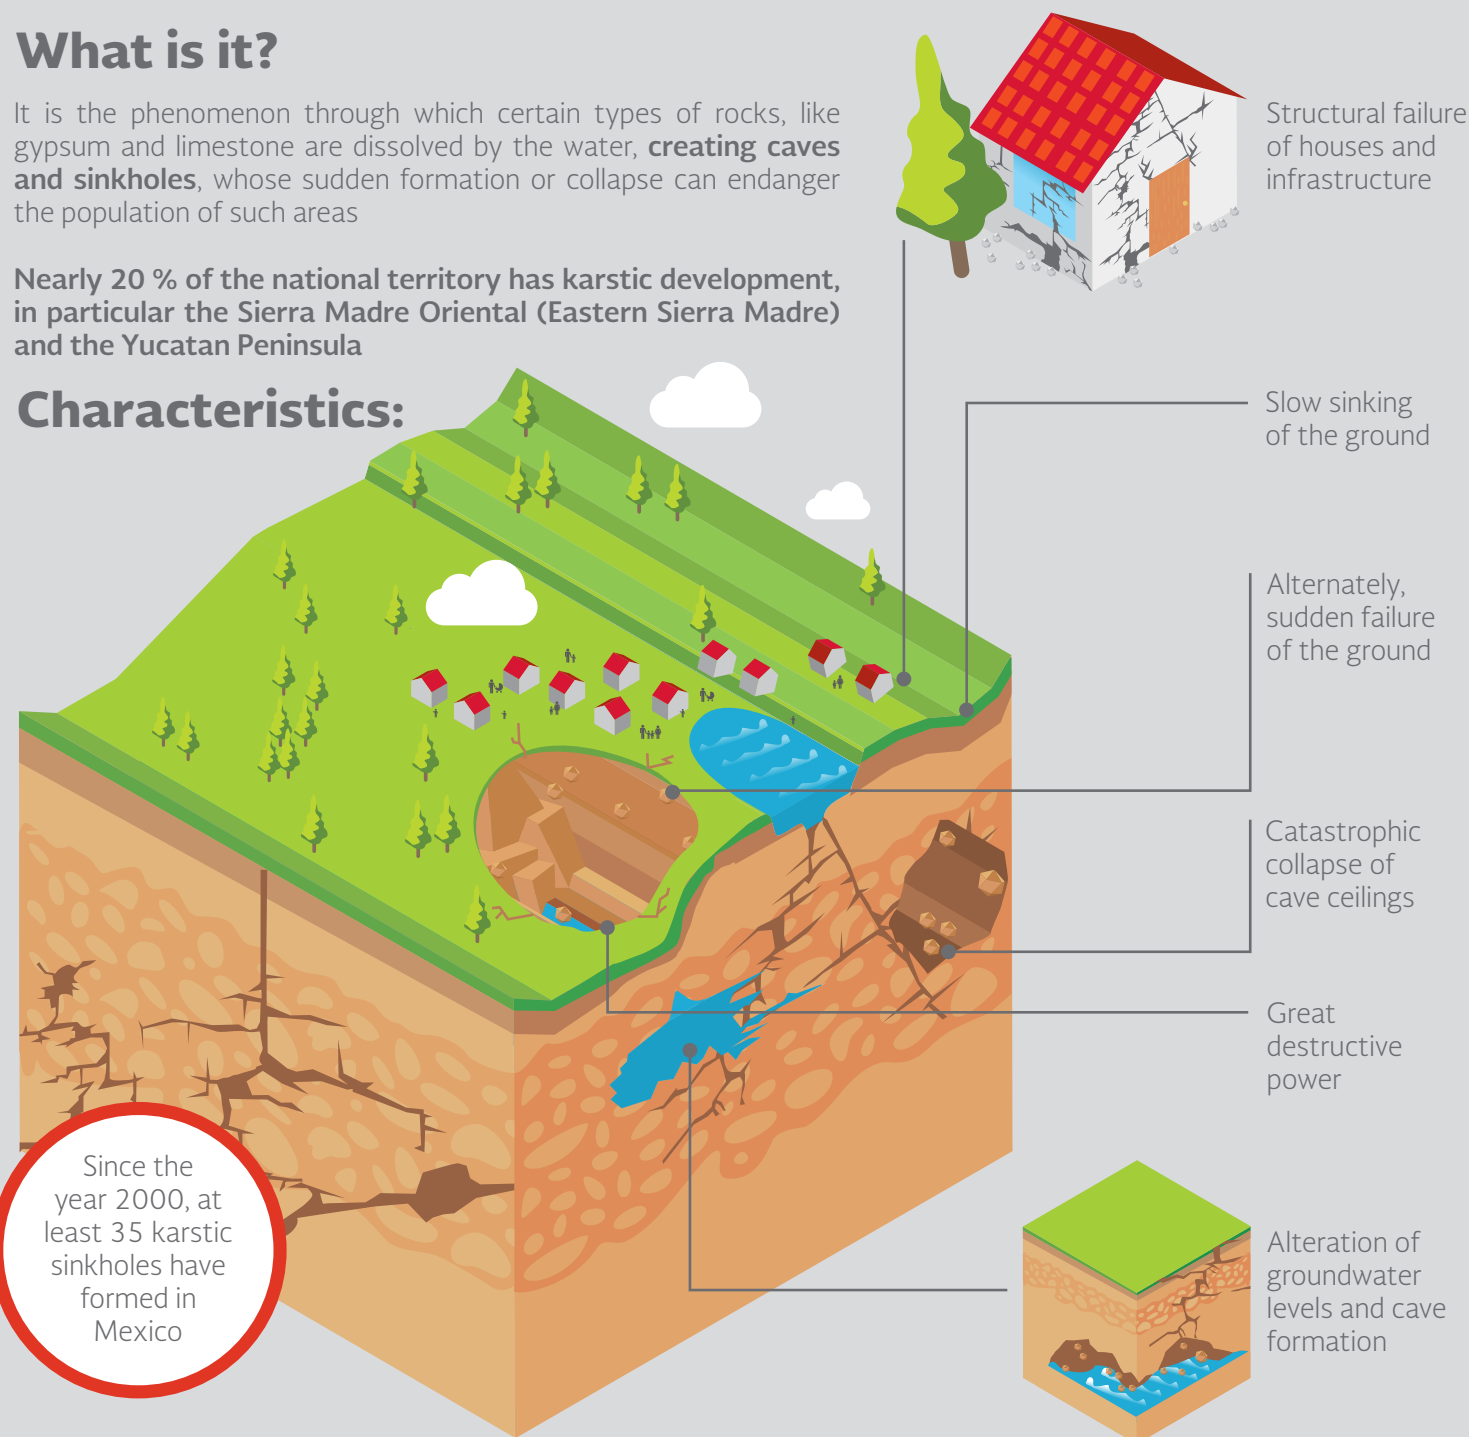 What is it?
It is the phenomenon through which certain types of rocks, like
gypsum and limestone are dissolved by the water, creating caves
and sinkholes, whose sudden formation or collapse can endanger
the population of such areas
Nearly 20 % of the national territory has karstic development,
in particular the Sierra Madre Oriental (Eastern Sierra Madre)
and the Yucatan Peninsula
Characteristics:
Structural failure
of houses and
infrastructure
Slow sinking
of the ground
Alternately,
sudden failure
of the ground
Catastrophic
collapse of
cave ceilings
Great
destructive
power
Alteration of
groundwater
levels and cave
formation
Since the
year 2000, at
least 35 karstic
sinkholes have
formed in
Mexico